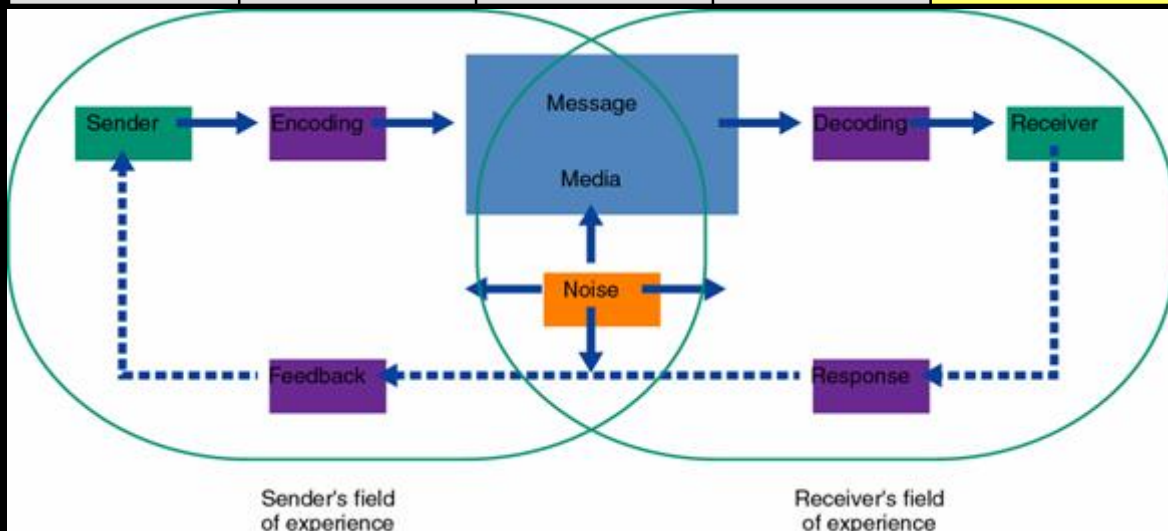 Message
Sender
Encoding
Decoding
Receiver
Media
Noise
Feedback
Response
Sender's field
of experience
Receiver's field
of experience